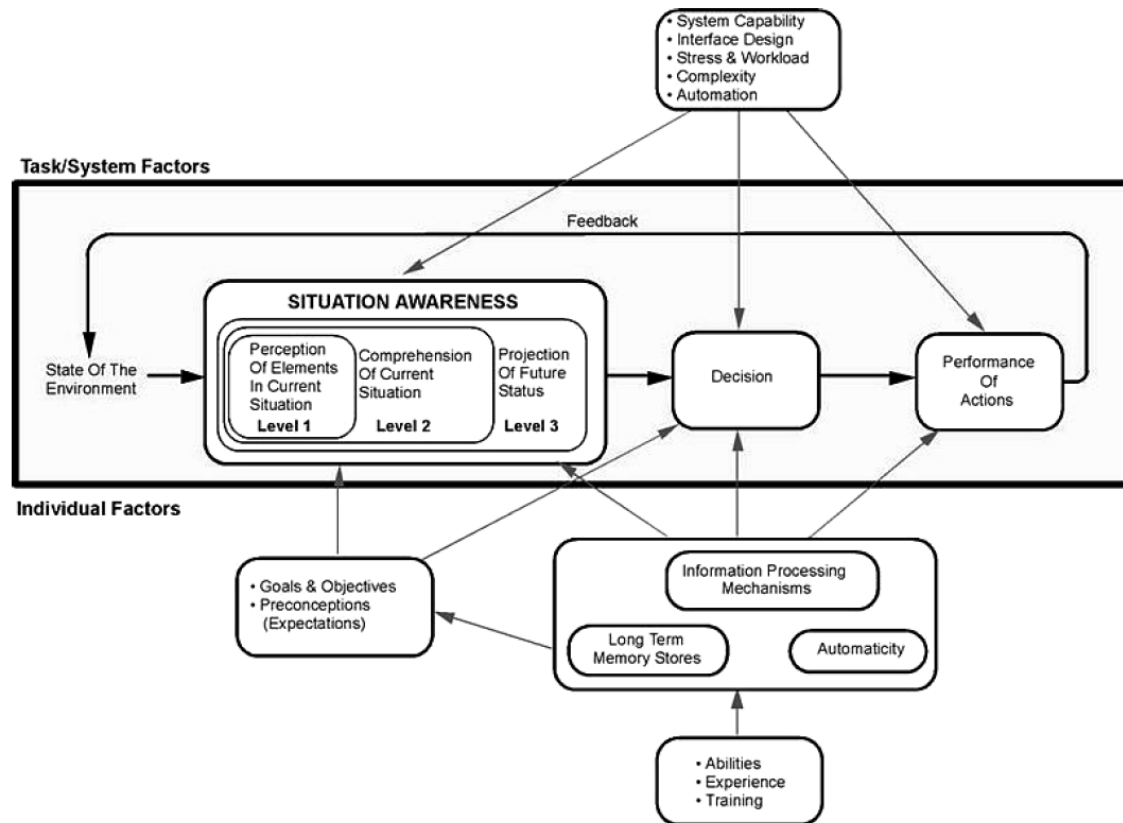 • System Capability
• Interface Design
• Stress & Workload
• Complexity
• Automation
Task/System Factors
Feedback
SITUATION AWARENESS
Perception
Of Elements
In Current
Situation
Level 1
Comprehension
Of Current
Situation
Level 2
Projection
Of Future
Status
Level 3
State Of The
Environment
Decision
Performance
Of
Actions
Individual Factors
• Goals & Objectives
• Preconceptions
(Expectations)
Information Processing
Mechanisms
Long Term
Memory Stores
Automaticity
• Abilities
• Experience
• Training